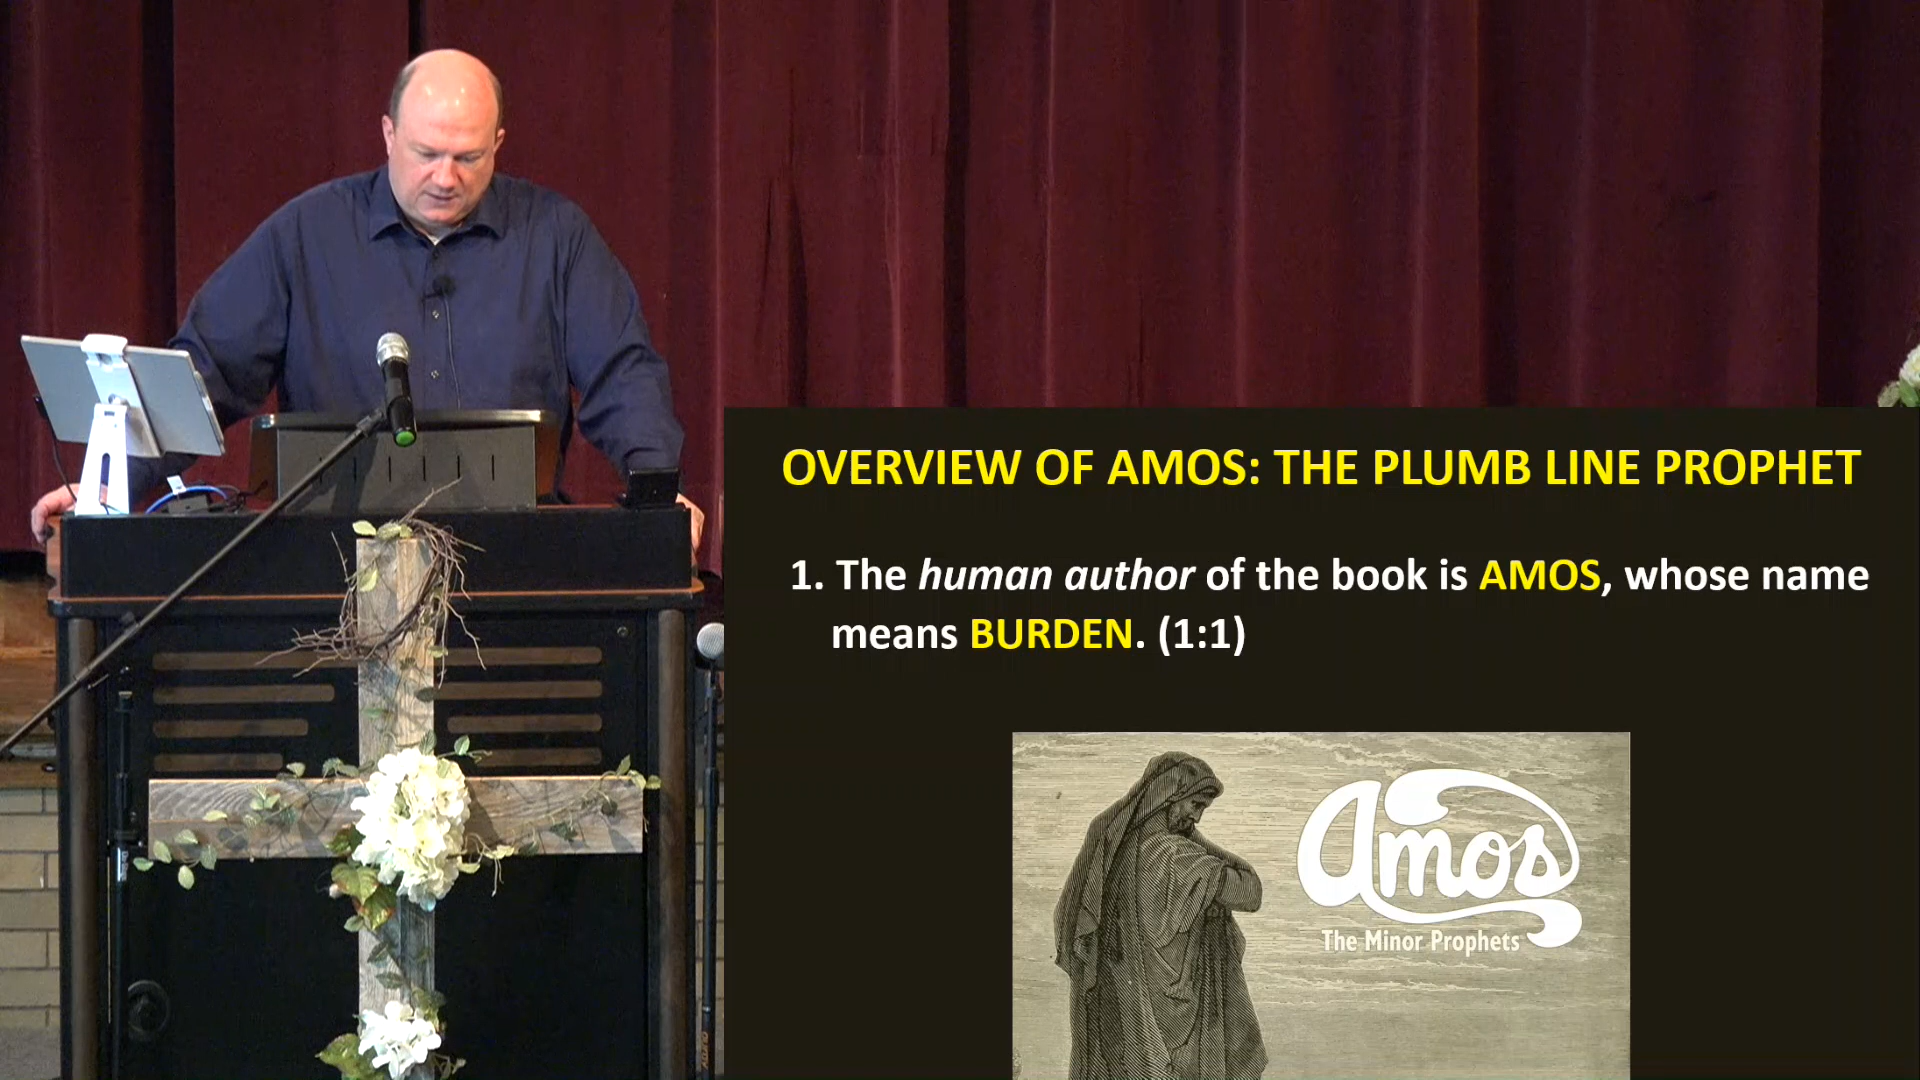 OVERVIEW OF AMOS: THE PLUMB LINE PROPHET
1. The human author of the book is AMOS, whose name
means BURDEN. (1:1)
Amos
The Minor Prophets